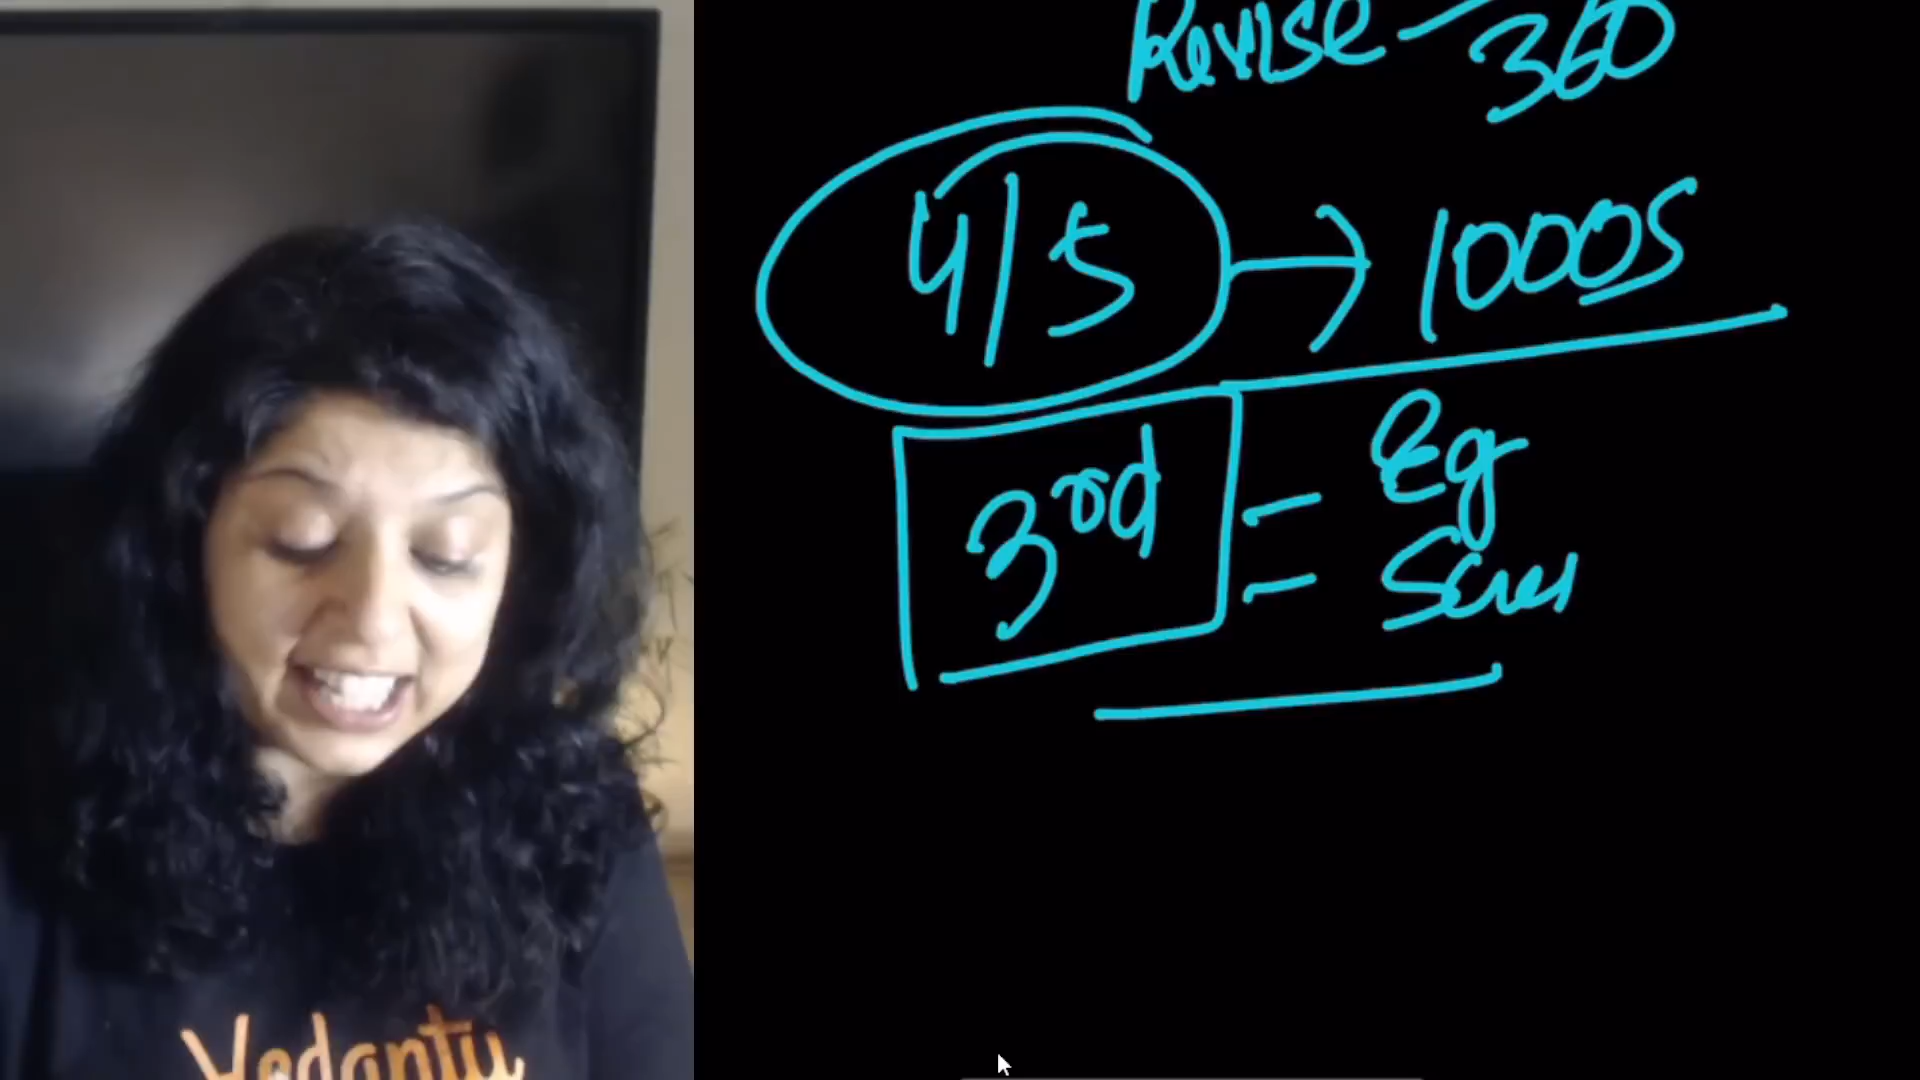 Revise - 360
4/5 → 1000s
3rd - Eg
-
Vedantu